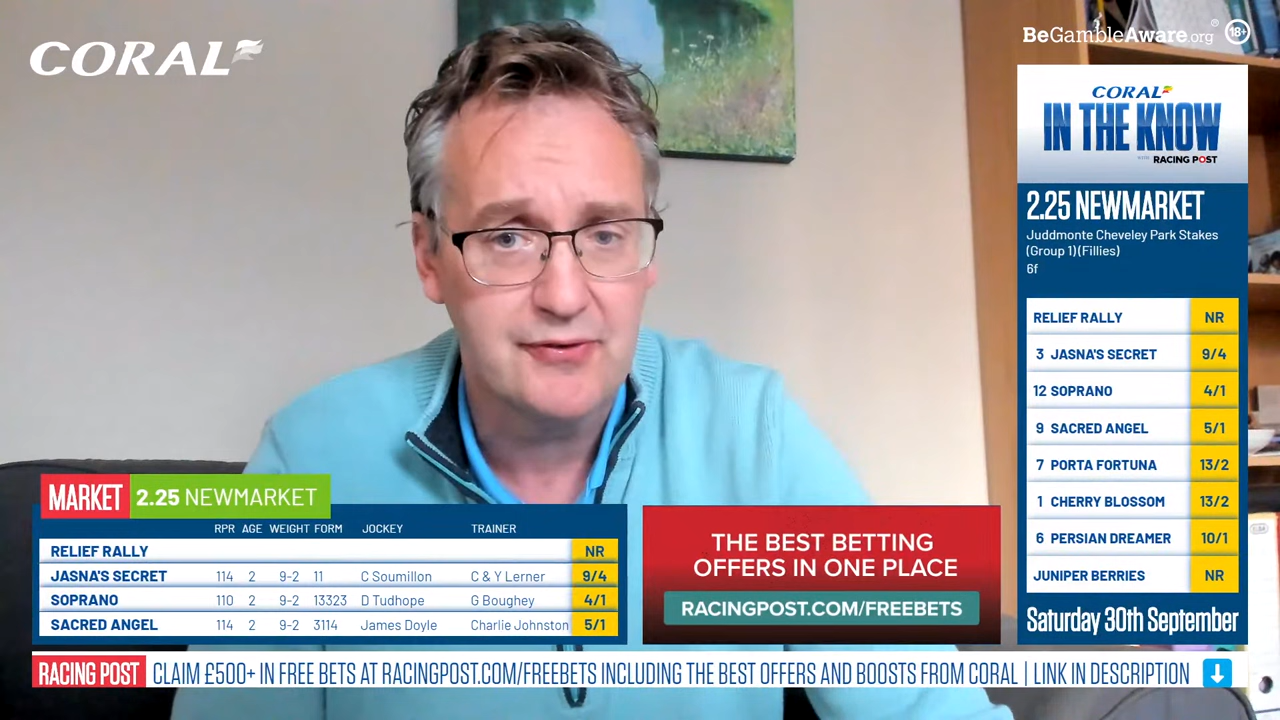 CORAL
BeGambleAware.org® 18+
CORAL
IN THE KNOW
WITH RACING POST
2.25 NEWMARKET
Juddmonte Cheveley Park Stakes
(Group 1)(Fillies)
6f
RELIEF RALLY NR
3 JASNA'S SECRET 9/4
12 SOPRANO 4/1
9 SACRED ANGEL 5/1
7 PORTA FORTUNA 13/2
1 CHERRY BLOSSOM 13/2
6 PERSIAN DREAMER 10/1
JUNIPER BERRIES NR
Saturday 30th September
MARKET 2.25 NEWMARKET
RPR AGE WEIGHT FORM JOCKEY TRAINER
RELIEF RALLY NR
JASNA'S SECRET 114 2 9-2 11 C Soumillon C & Y Lerner 9/4
SOPRANO 110 2 9-2 13323 D Tudhope G Boughey 4/1
SACRED ANGEL 114 2 9-2 3114 James Doyle Charlie Johnston 5/1
THE BEST BETTING
OFFERS IN ONE PLACE
RACINGPOST.COM/FREEBETS
RACING POST CLAIM £500+ IN FREE BETS AT RACINGPOST.COM/FREEBETS INCLUDING THE BEST OFFERS AND BOOSTS FROM CORAL | LINK IN DESCRIPTION